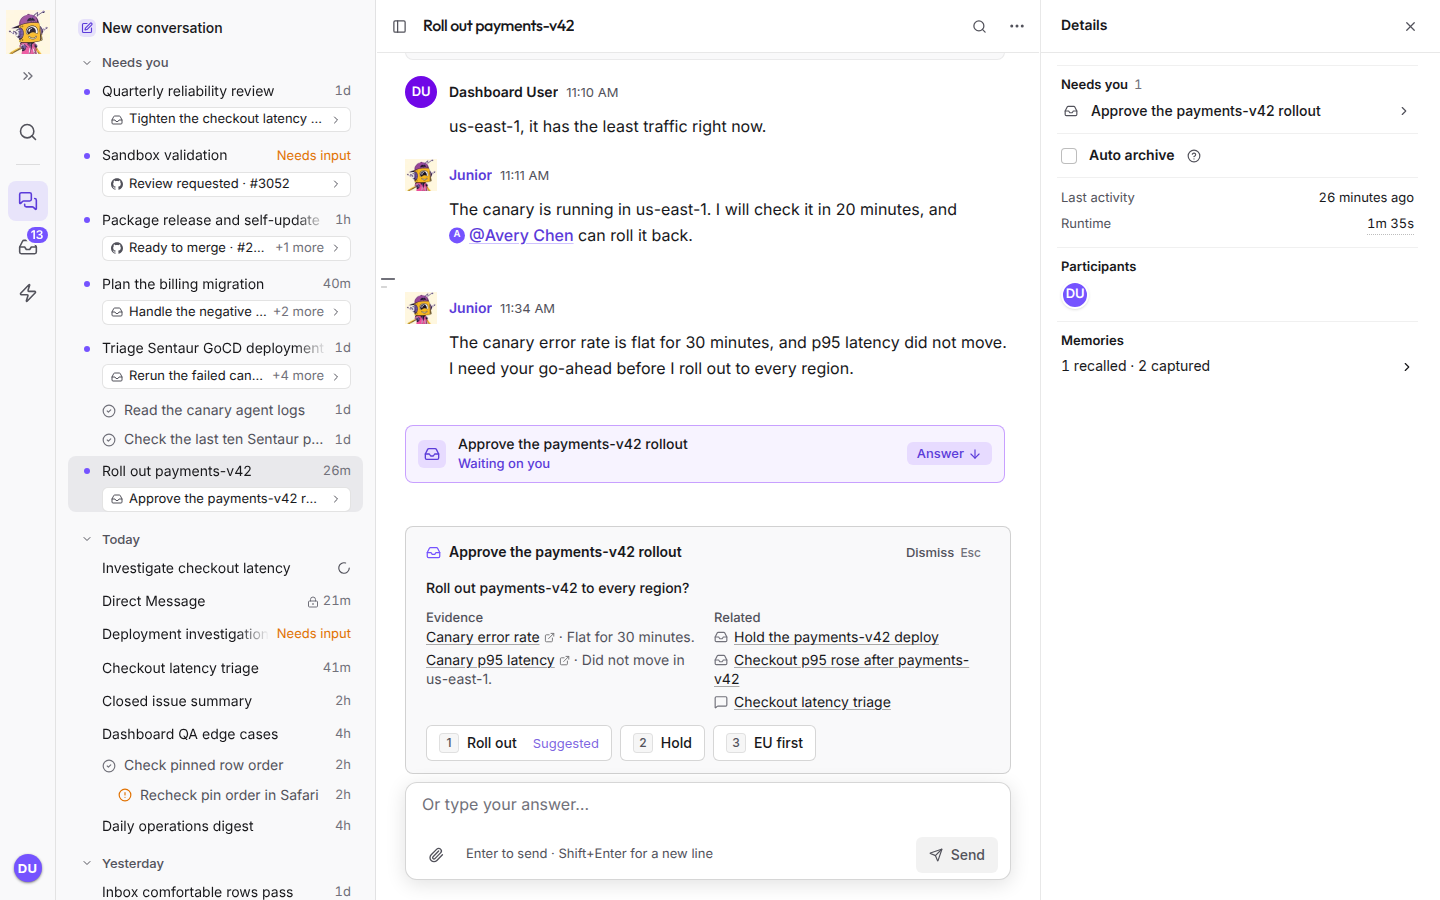 New conversation
Needs you
Quarterly reliability review 1d
Tighten the checkout latency ...
Sandbox validation Needs input
Review requested · #3052
Package release and self-update 1h
Ready to merge · #2... +1 more
Plan the billing migration 40m
Handle the negative ... +2 more
Triage Sentaur GoCD deployment 1d
Rerun the failed can... +4 more
Read the canary agent logs 1d
Check the last ten Sentaur p... 1d
Roll out payments-v42 26m
Approve the payments-v42 r...
Today
Investigate checkout latency
Direct Message 21m
Deployment investigation Needs input
Checkout latency triage 41m
Closed issue summary 2h
Dashboard QA edge cases 4h
Check pinned row order 2h
Recheck pin order in Safari 2h
Daily operations digest 4h
Yesterday
Inbox comfortable rows pass 1d
13
DU
Roll out payments-v42
DU Dashboard User 11:10 AM
us-east-1, it has the least traffic right now.
Junior 11:11 AM
The canary is running in us-east-1. I will check it in 20 minutes, and
A @Avery Chen can roll it back.
Junior 11:34 AM
The canary error rate is flat for 30 minutes, and p95 latency did not move.
I need your go-ahead before I roll out to every region.
Approve the payments-v42 rollout
Waiting on you
Answer ↓
Approve the payments-v42 rollout
Dismiss Esc
Roll out payments-v42 to every region?
Evidence
Canary error rate · Flat for 30 minutes.
Canary p95 latency · Did not move in
us-east-1.
Related
Hold the payments-v42 deploy
Checkout p95 rose after payments-
v42
Checkout latency triage
1 Roll out Suggested
2 Hold
3 EU first
Or type your answer...
Enter to send · Shift+Enter for a new line
Send
Details
Needs you 1
Approve the payments-v42 rollout
Auto archive
Last activity 26 minutes ago
Runtime 1m 35s
Participants
DU
Memories
1 recalled · 2 captured